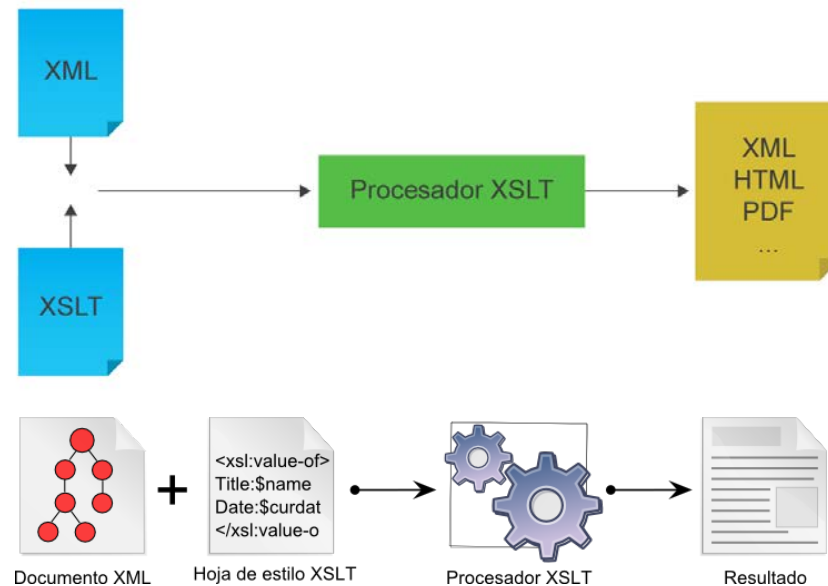 XML
XSLT
Procesador XSLT
XML
HTML
PDF
...
<xsl:value-of>
Title:$name
Date:$curdat
</xsl:value-o
+
Documento XML
Hoja de estilo XSLT
Procesador XSLT
Resultado